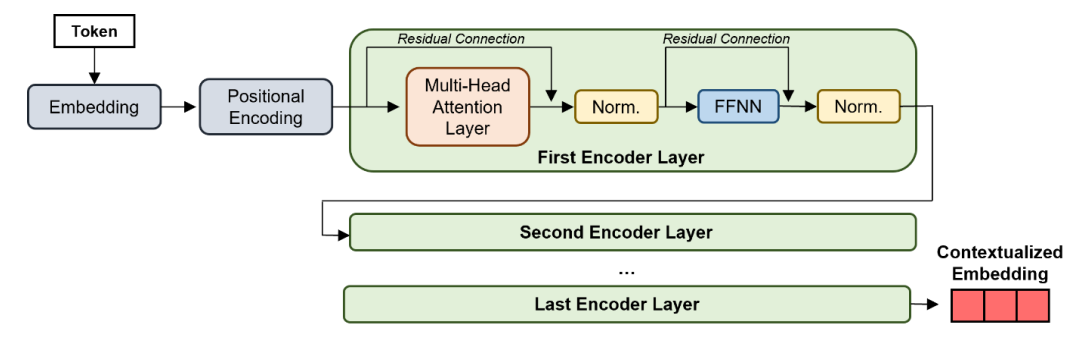 Token
Embedding
Positional
Encoding
Residual Connection
Multi-Head
Attention
Layer
Norm.
Residual Connection
FFNN
Norm.
First Encoder Layer
Second Encoder Layer
...
Last Encoder Layer
Contextualized
Embedding